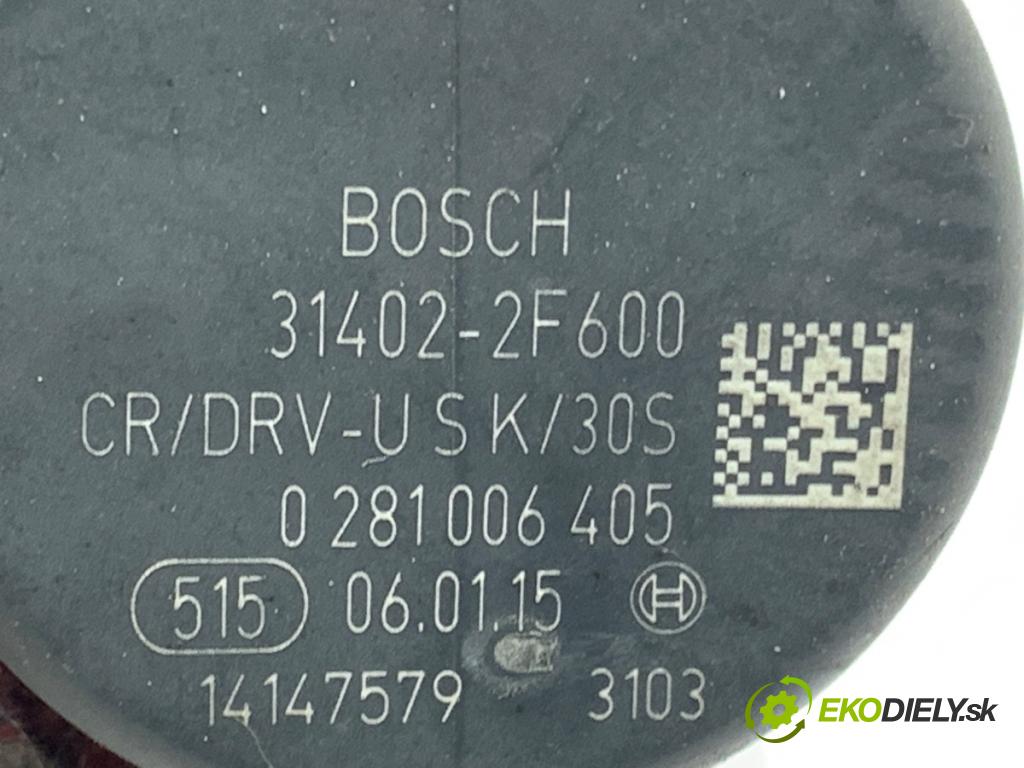 BOSCH
31402-2F600
CR/DRV-U S K/30S
0 281 006 405
515 06.01.15 H
14147579 3103
EKODIELY.sk